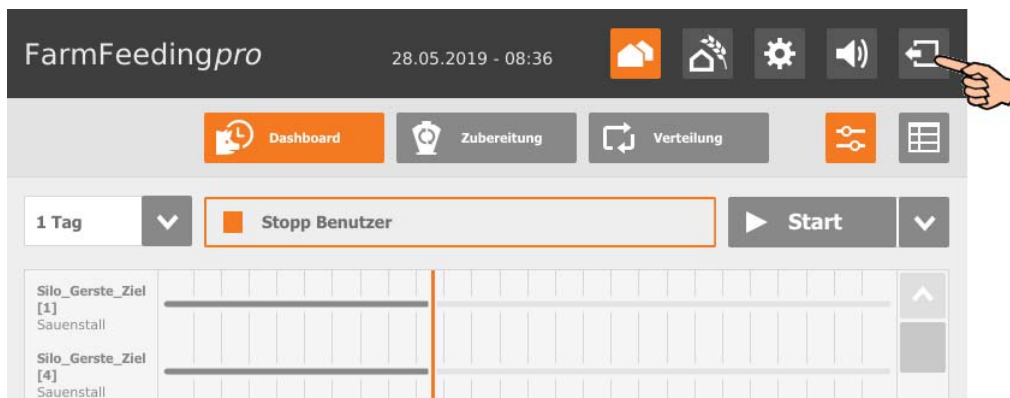 FarmFeedingpro
28.05.2019 - 08:36
Dashboard
Zubereitung
Verteilung
1 Tag
Stopp Benutzer
Start
Silo_Gerste_Ziel
[1]
Sauenstall
Silo_Gerste_Ziel
[4]
Sauenstall